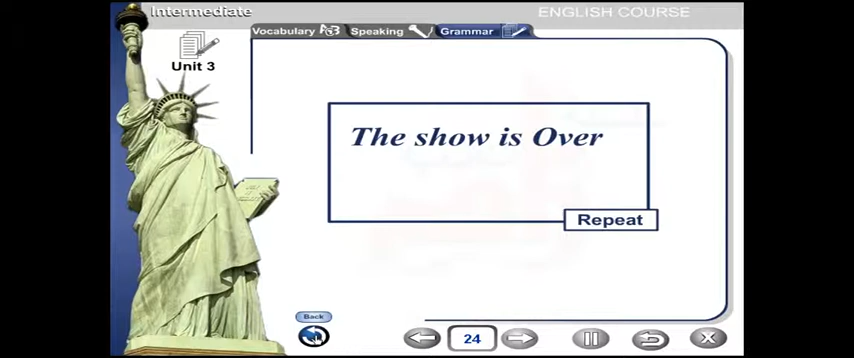 Intermediate
ENGLISH COURSE
Vocabulary
Speaking
Grammar
Unit 3
The show is Over
Repeat
Back
24